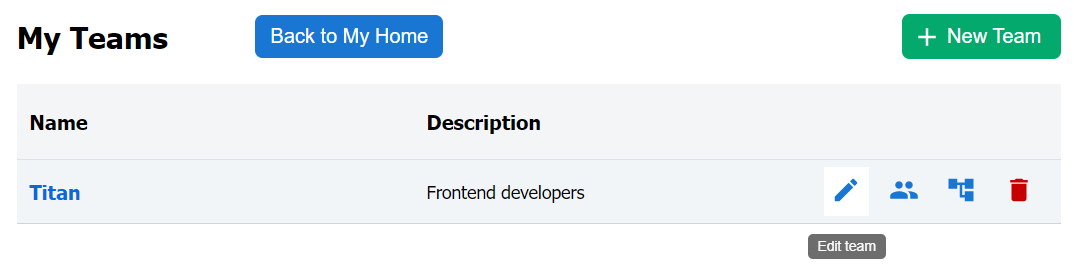 My Teams
Back to My Home
New Team
Name
Description
Titan
Frontend developers
Edit team